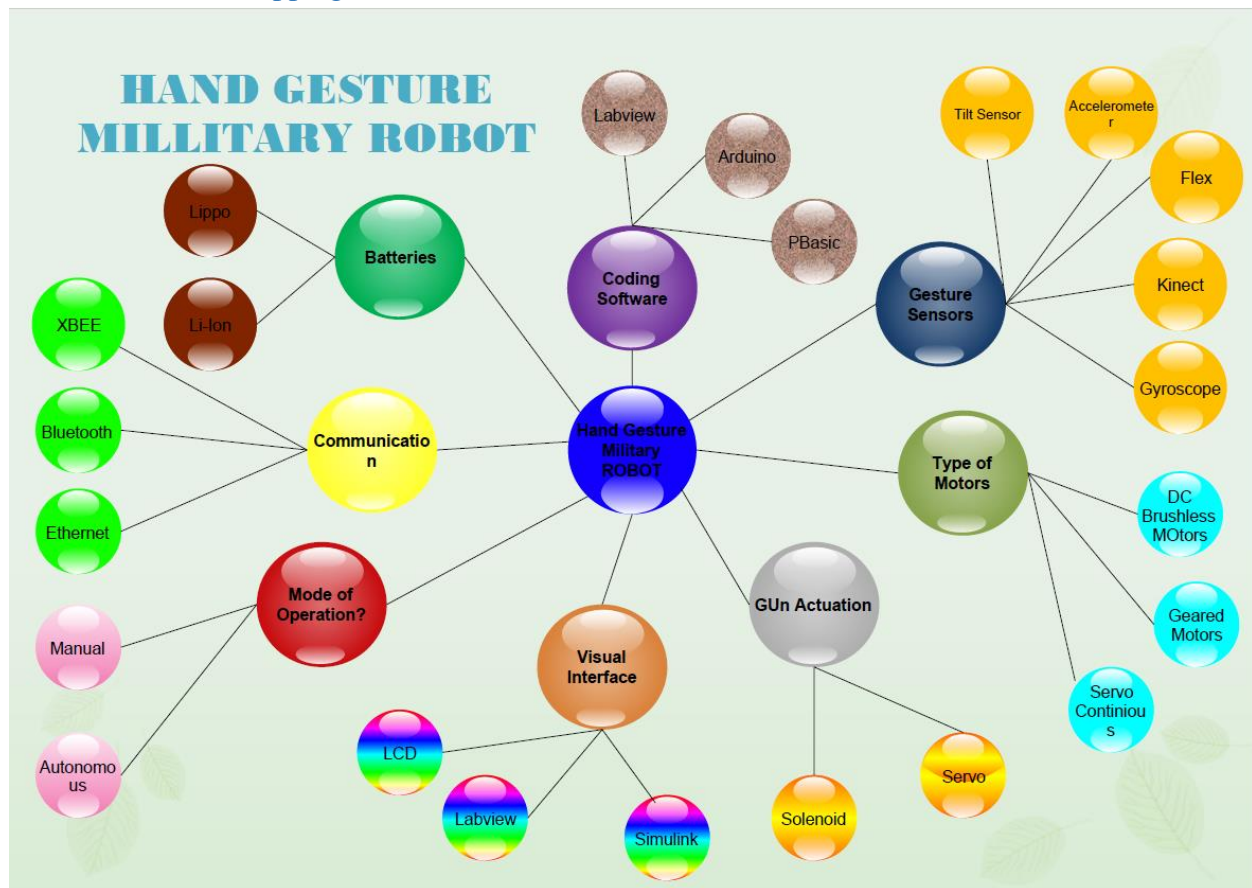 HAND GESTURE
MILLITARY ROBOT
Labview
Arduino
PBasic
Coding
Software
Tilt Sensor
Acceleromete
r
Flex
Kinect
Gyroscope
Gesture
Sensors
Lippo
Li-Ion
Batteries
XBEE
Bluetooth
Ethernet
Communicatio
n
Hand Gesture
Military
ROBOT
Type of
Motors
DC
Brushless
MOtors
Geared
Motors
Servo
Continiou
s
Mode of
Operation?
Manual
Autonomo
us
Visual
Interface
LCD
Labview
Simulink
GUn Actuation
Solenoid
Servo